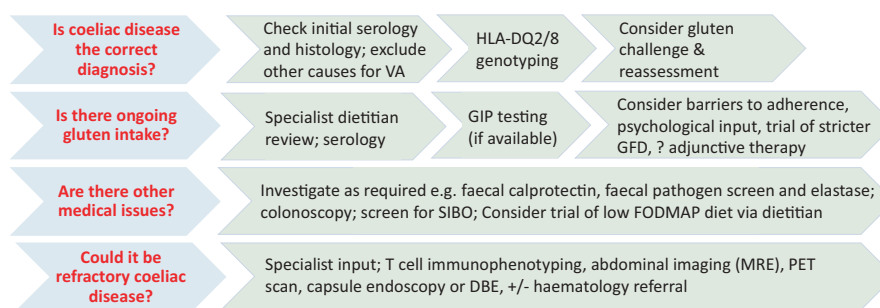 Is coeliac disease
the correct
diagnosis?
Check initial serology
and histology; exclude
other causes for VA
HLA-DQ2/8
genotyping
Consider gluten
challenge &
reassessment
Is there ongoing
gluten intake?
Specialist dietitian
review; serology
GIP testing
(if available)
Consider barriers to adherence,
psychological input, trial of stricter
GFD, ? adjunctive therapy
Are there other
medical issues?
Investigate as required e.g. faecal calprotectin, faecal pathogen screen and elastase;
colonoscopy; screen for SIBO; Consider trial of low FODMAP diet via dietitian
Could it be
refractory coeliac
disease?
Specialist input; T cell immunophenotyping, abdominal imaging (MRE), PET
scan, capsule endoscopy or DBE, +/- haematology referral